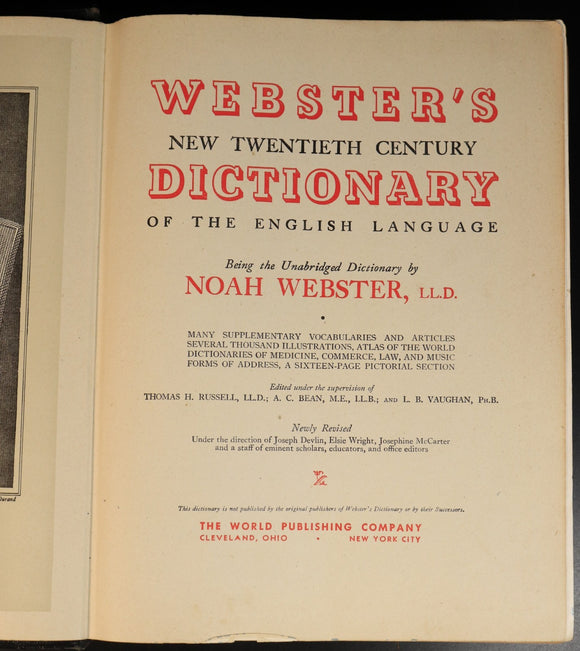 WEBSTER'S
NEW TWENTIETH CENTURY
DICTIONARY
OF THE ENGLISH LANGUAGE
Being the Unabridged Dictionary by
NOAH WEBSTER, LL.D.
MANY SUPPLEMENTARY VOCABULARIES AND ARTICLES
SEVERAL THOUSAND ILLUSTRATIONS, ATLAS OF THE WORLD
DICTIONARIES OF MEDICINE, COMMERCE, LAW, AND MUSIC
FORMS OF ADDRESS, A SIXTEEN-PAGE PICTORIAL SECTION
Edited under the supervision of
THOMAS H. RUSSELL, LL.D.; A. C. BEAN, M.E., LL.B.; AND L. B. VAUGHAN, PH.B.
Newly Revised
Under the direction of Joseph Devlin, Elsie Wright, Josephine McCarter
and a staff of eminent scholars, educators, and office editors
This dictionary is not published by the original publishers of Webster's Dictionary or by their Successors.
THE WORLD PUBLISHING COMPANY
CLEVELAND, OHIO • NEW YORK CITY